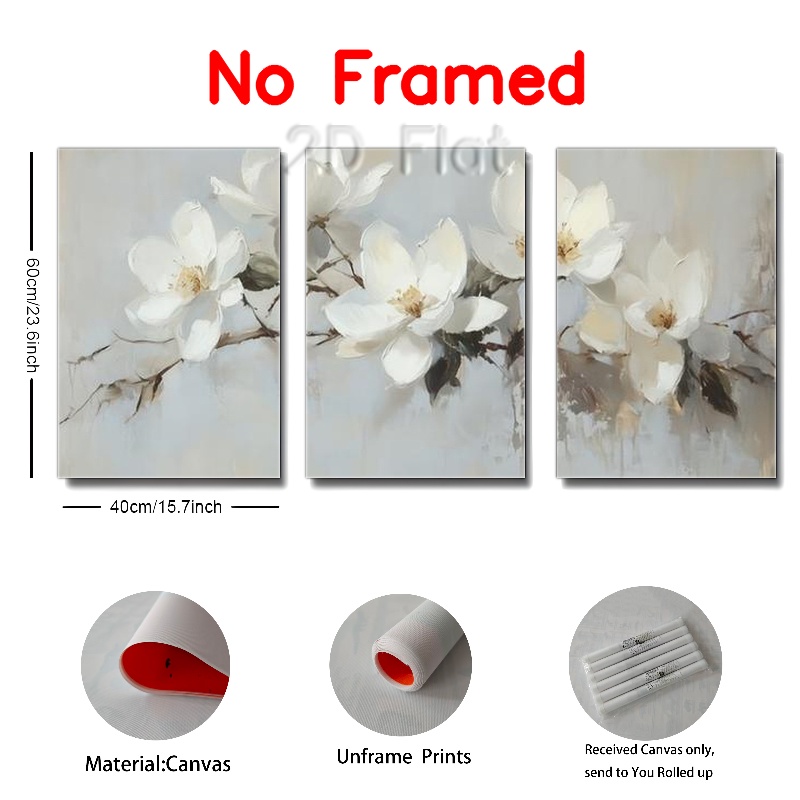 No Framed
2D Flat
60cm/23.6inch
40cm/15.7inch
Material:Canvas
Unframe Prints
Received Canvas only,
send to You Rolled up